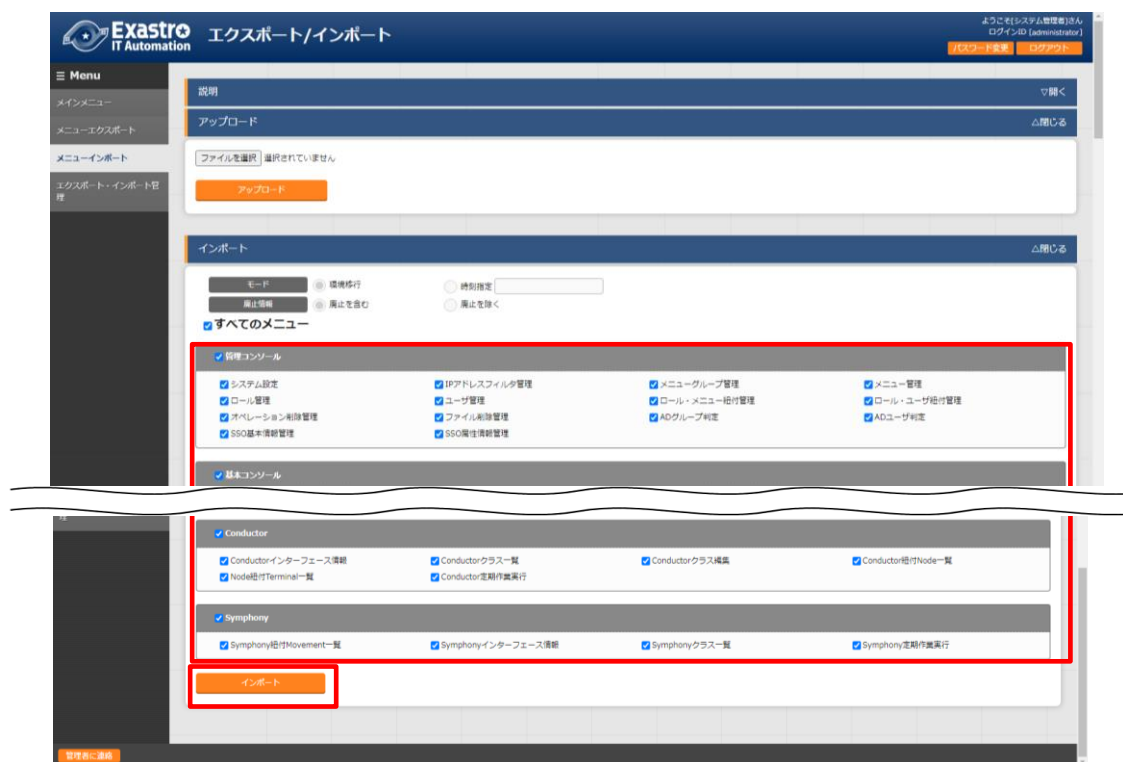 Exastro
IT Automation
エクスポート/インポート
ようこそ[システム管理者]さん
ログインID [administrator]
パスワード変更 ログアウト
☰ Menu
メインメニュー
メニューエクスポート
メニューインポート
エクスポート・インポート管
理
説明 ▽開く
アップロード △閉じる
ファイルを選択 選択されていません
アップロード
インポート △閉じる
モード 環境移行 時刻指定
廃止情報 廃止を含む 廃止を除く
すべてのメニュー
管理コンソール
システム設定 IPアドレスフィルタ管理 メニューグループ管理 メニュー管理
ロール管理 ユーザ管理 ロール・メニュー紐付管理 ロール・ユーザ紐付管理
オペレーション削除管理 ファイル削除管理 ADグループ判定 ADユーザ判定
SSO基本情報管理 SSO属性情報管理
基本コンソール
理
Conductor
Conductorインターフェース情報 Conductorクラス一覧 Conductorクラス編集 Conductor紐付Node一覧
Node紐付Terminal一覧 Conductor定期作業実行
Symphony
Symphony紐付Movement一覧 Symphonyインターフェース情報 Symphonyクラス一覧 Symphony定期作業実行
インポート
管理者に連絡